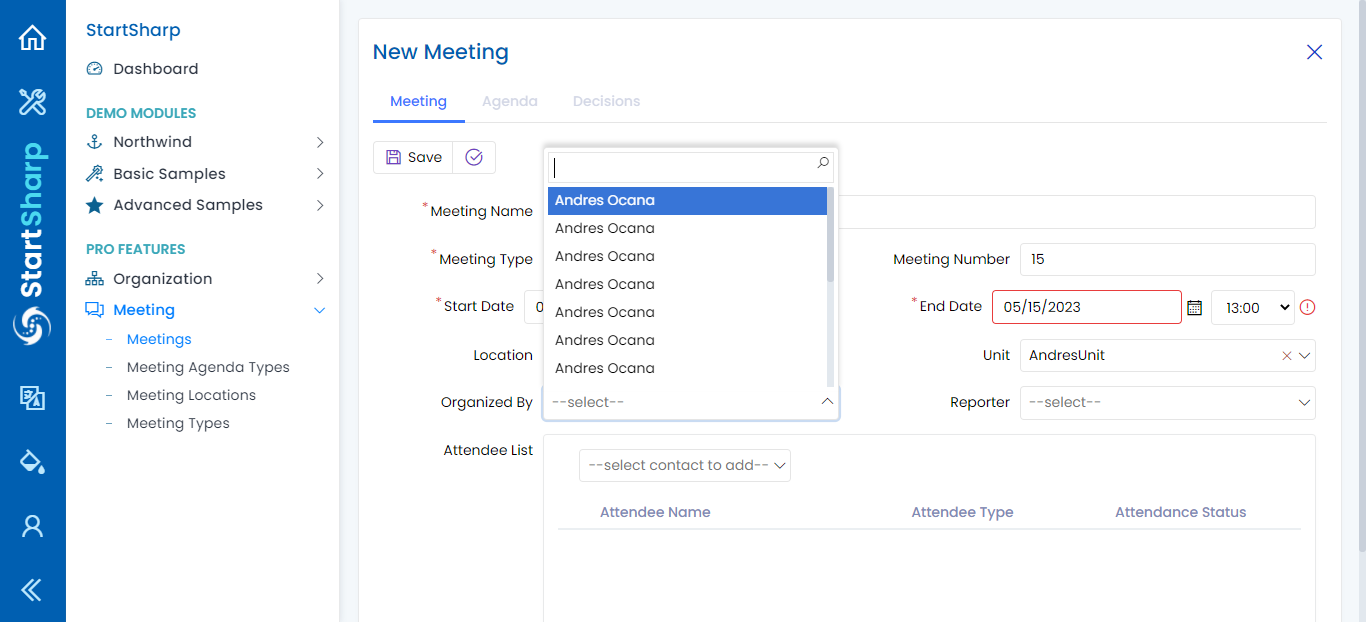 StartSharp
StartSharp
Dashboard
DEMO MODULES
Northwind
Basic Samples
Advanced Samples
PRO FEATURES
Organization
Meeting
Meetings
Meeting Agenda Types
Meeting Locations
Meeting Types
New Meeting
Meeting Agenda Decisions
Save
* Meeting Name
Andres Ocana
Andres Ocana
Andres Ocana
Andres Ocana
Andres Ocana
Andres Ocana
Andres Ocana
* Meeting Type
Meeting Number 15
* Start Date 0
* End Date 05/15/2023 13:00
Location
Unit AndresUnit
Organized By --select--
Reporter --select--
Attendee List
--select contact to add--
Attendee Name Attendee Type Attendance Status